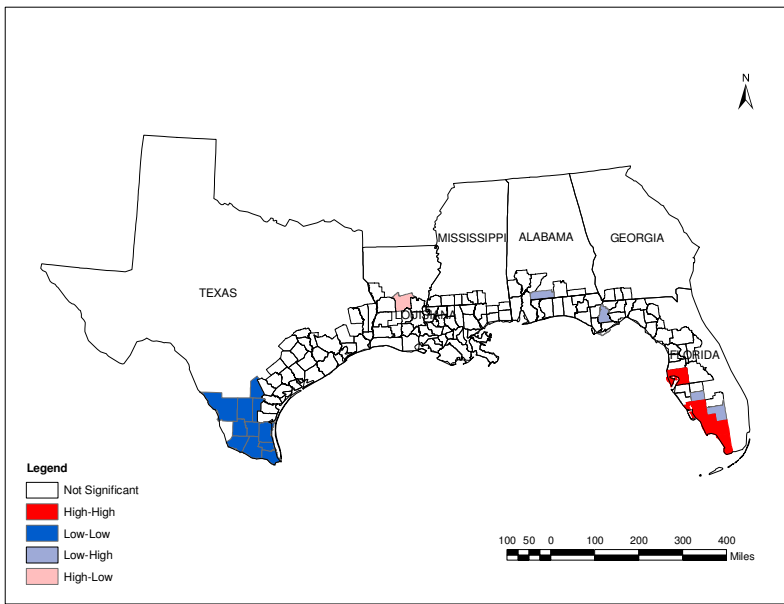 N
MISSISSIPPI
ALABAMA
GEORGIA
TEXAS
LOUISIANA
FLORIDA
Legend
Not Significant
High-High
Low-Low
Low-High
High-Low
100 50 0 100 200 300 400
Miles